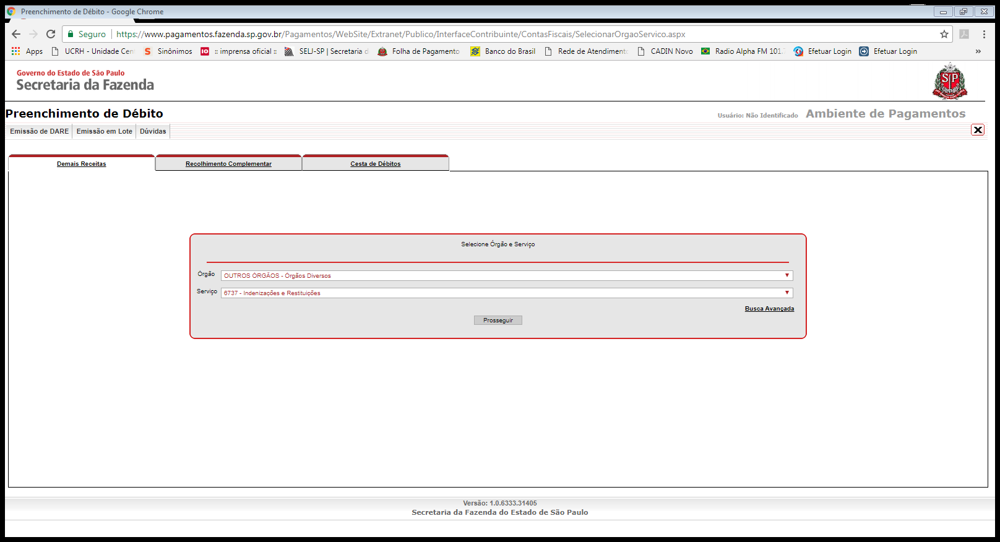 Preenchimento de Débito - Google Chrome
Seguro https://www.pagamentos.fazenda.sp.gov.br/Pagamentos/WebSite/Extranet/Publico/InterfaceContribuinte/ContasFiscais/SelecionarOrgaoServico.aspx
Apps UCRH - Unidade Cen S Sinônimos IO :: imprensa oficial :: SELJ-SP | Secretaria d Folha de Pagamento Banco do Brasil Rede de Atendimento CADIN Novo Radio Alpha FM 101. Efetuar Login Efetuar Login »
Governo do Estado de São Paulo
Secretaria da Fazenda
SP
Preenchimento de Débito Usuário: Não Identificado Ambiente de Pagamentos
Emissão de DARE Emissão em Lote Dúvidas X
Demais Receitas Recolhimento Complementar Cesta de Débitos
Selecione Órgão e Serviço
Órgão OUTROS ÓRGÃOS - Órgãos Diversos
Serviço 6737 - Indenizações e Restituições
Busca Avançada
Prosseguir
Versão: 1.0.6333.31405
Secretaria da Fazenda do Estado de São Paulo